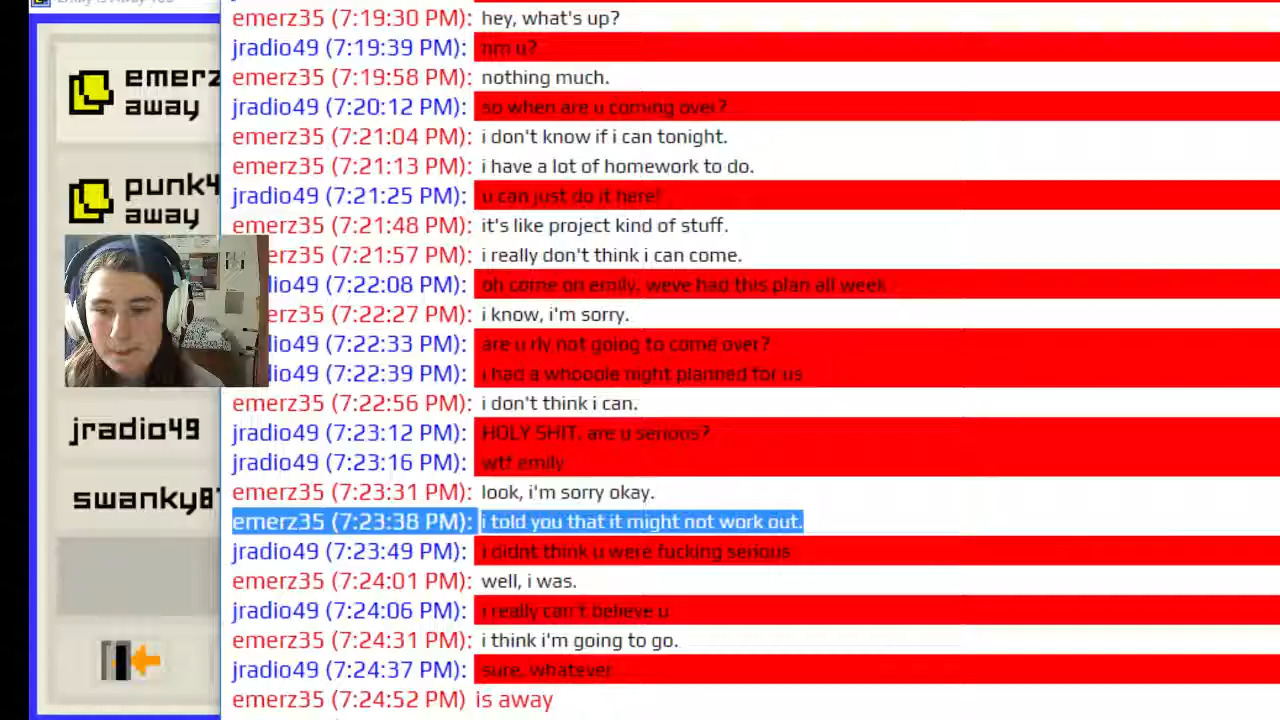 Emily is Away Too
emerz35 (7:19:30 PM): hey, what's up?
jradio49 (7:19:39 PM): nm u?
emerz35 (7:19:58 PM): nothing much.
jradio49 (7:20:12 PM): so when are u coming over?
emerz35 (7:21:04 PM): i don't know if i can tonight.
emerz35 (7:21:13 PM): i have a lot of homework to do.
jradio49 (7:21:25 PM): u can just do it here!
emerz35 (7:21:48 PM): it's like project kind of stuff.
erz35 (7:21:57 PM): i really don't think i can come.
dio49 (7:22:08 PM): oh come on emily. weve had this plan all week
erz35 (7:22:27 PM): i know, i'm sorry.
dio49 (7:22:33 PM): are u rly not going to come over?
dio49 (7:22:39 PM): i had a whooole night planned for us
emerz35 (7:22:56 PM): i don't think i can.
jradio49 (7:23:12 PM): HOLY SHIT. are u serious?
jradio49 (7:23:16 PM): wtf emily
emerz35 (7:23:31 PM): look, i'm sorry okay.
emerz35 (7:23:38 PM): i told you that it might not work out.
jradio49 (7:23:49 PM): i didnt think u were fucking serious
emerz35 (7:24:01 PM): well, i was.
jradio49 (7:24:06 PM): i really can't believe u
emerz35 (7:24:31 PM): i think i'm going to go.
jradio49 (7:24:37 PM): sure, whatever
emerz35 (7:24:52 PM) is away
emerz
away
punk4
away
jradio49
swanky8